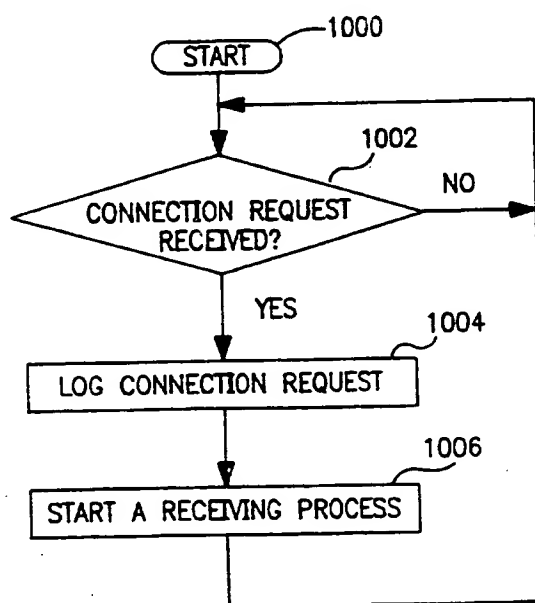 1000
START
1002
NO
CONNECTION REQUEST
RECEIVED?
YES
1004
LOG CONNECTION REQUEST
1006
START A RECEIVING PROCESS